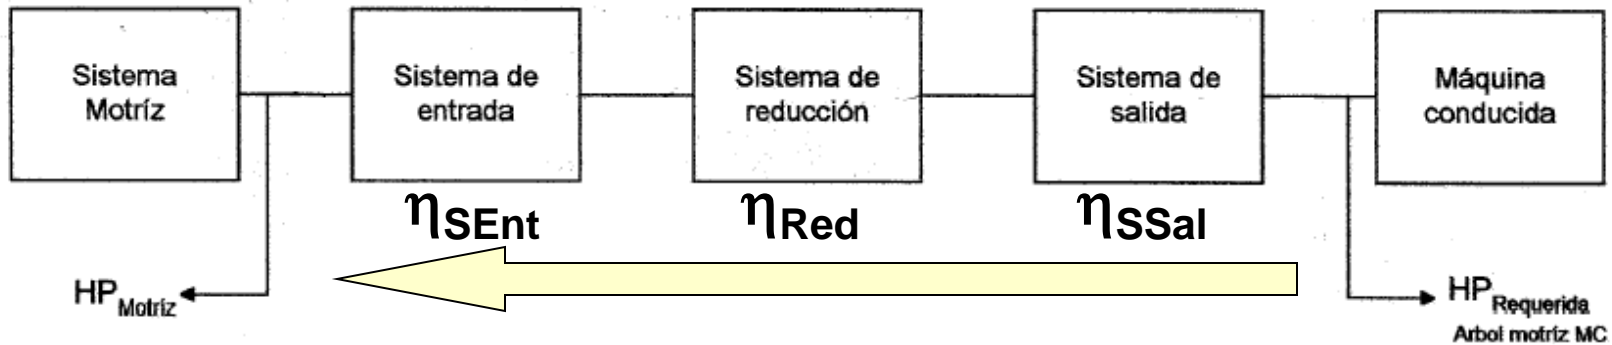 Sistema
Motríz
Sistema de
entrada
Sistema de
reducción
Sistema de
salida
Máquina
conducida
ηSEnt
ηRed
ηSSal
HPMotríz
HPRequerida
Arbol motríz MC